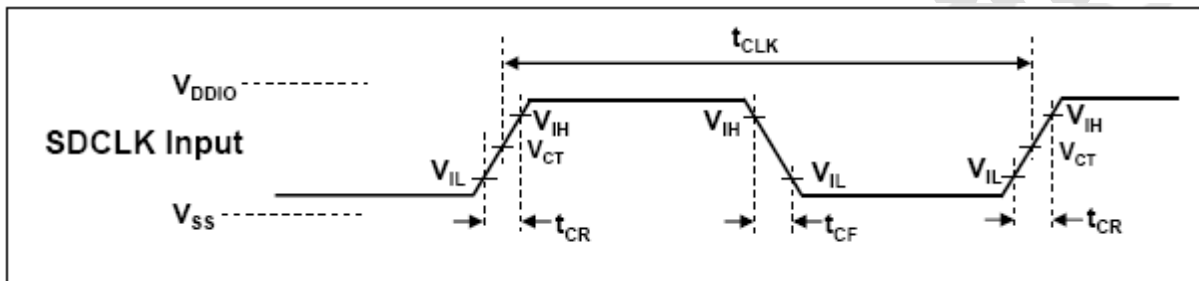 tCLK
VDDIO
SDCLK Input
VIH
VCT
VIL
VIH
VIL
VIH
VCT
VIL
VSS
tCR
tCF
tCR